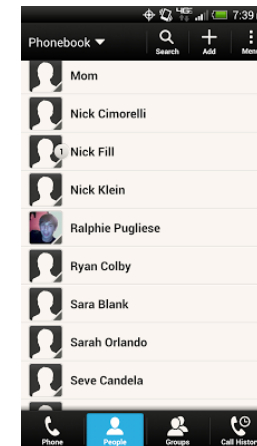 4G 7:39
Phonebook
Search Add Menu
Mom
Nick Cimorelli
1 Nick Fill
Nick Klein
Ralphie Pugliese
Ryan Colby
Sara Blank
Sarah Orlando
Seve Candela
Phone People Groups Call History